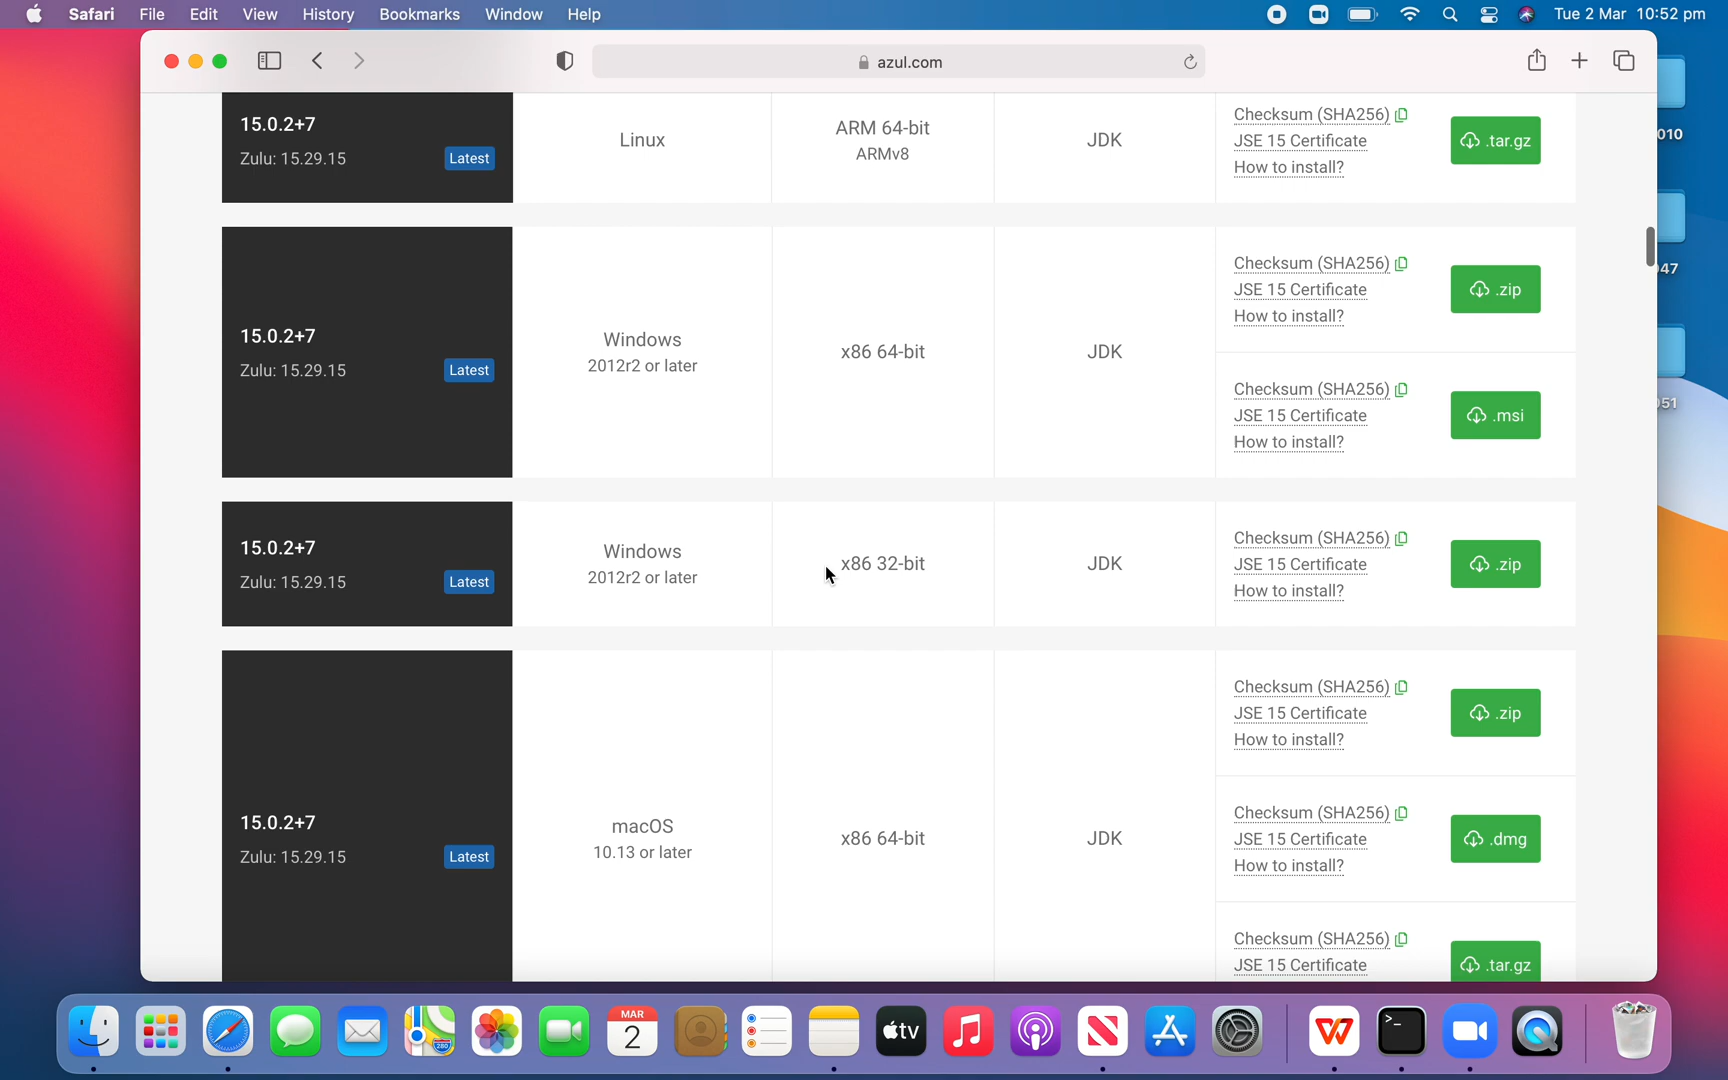 Safari File Edit View History Bookmarks Window Help Tue 2 Mar 10:52 pm
azul.com
15.0.2+7
Zulu: 15.29.15 Latest
Linux
ARM 64-bit
ARMv8
JDK
Checksum (SHA256)
JSE 15 Certificate
How to install?
.tar.gz
15.0.2+7
Zulu: 15.29.15 Latest
Windows
2012r2 or later
x86 64-bit
JDK
Checksum (SHA256)
JSE 15 Certificate
How to install?
.zip
Checksum (SHA256)
JSE 15 Certificate
How to install?
.msi
15.0.2+7
Zulu: 15.29.15 Latest
Windows
2012r2 or later
x86 32-bit
JDK
Checksum (SHA256)
JSE 15 Certificate
How to install?
.zip
15.0.2+7
Zulu: 15.29.15 Latest
macOS
10.13 or later
x86 64-bit
JDK
Checksum (SHA256)
JSE 15 Certificate
How to install?
.zip
Checksum (SHA256)
JSE 15 Certificate
How to install?
.dmg
Checksum (SHA256)
JSE 15 Certificate
.tar.gz
010
47
51
280
MAR
2
tv